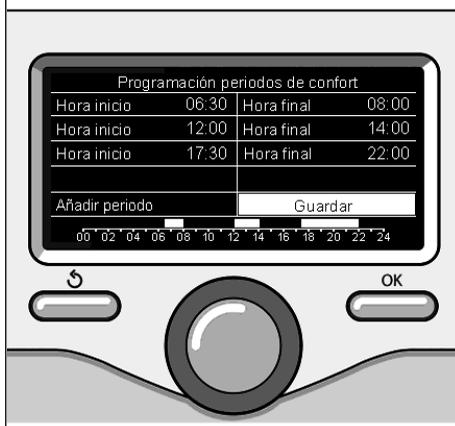 Programación periodos de confort
Hora inicio 06:30 Hora final 08:00
Hora inicio 12:00 Hora final 14:00
Hora inicio 17:30 Hora final 22:00
Añadir periodo Guardar
00 02 04 06 08 10 12 14 16 18 20 22 24
OK